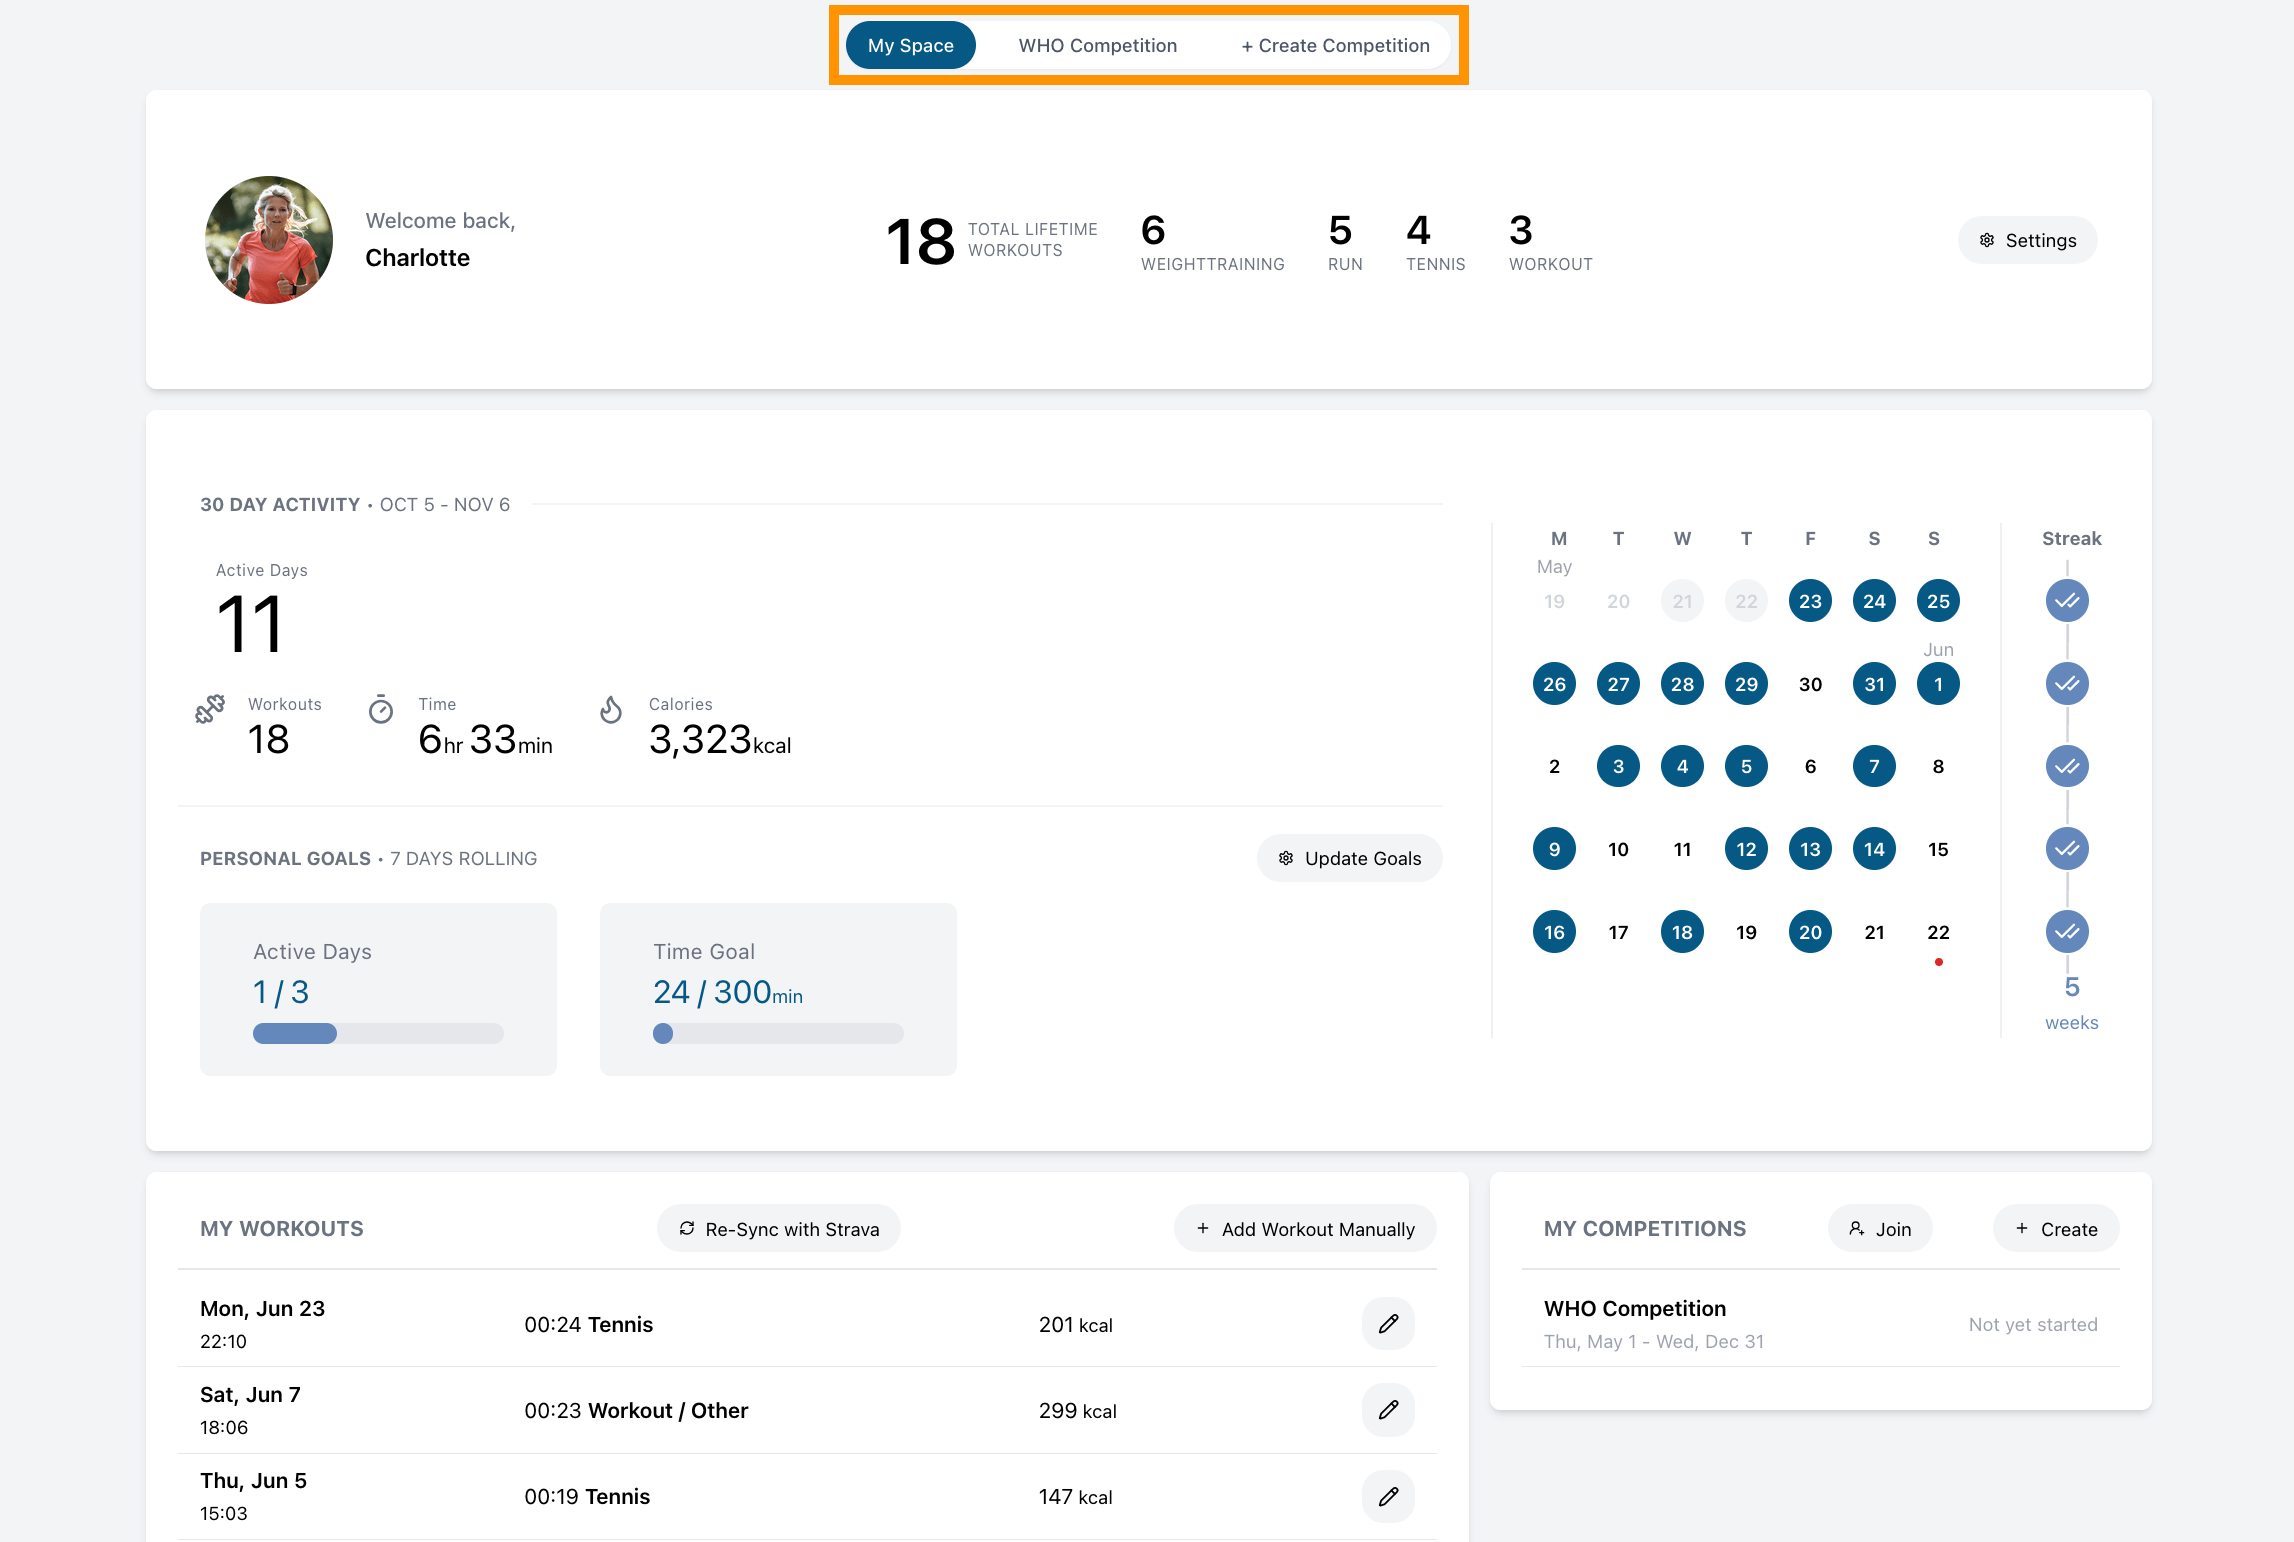 My Space WHO Competition + Create Competition
Welcome back,
Charlotte
18 TOTAL LIFETIME
WORKOUTS
6
WEIGHTTRAINING
5
RUN
4
TENNIS
3
WORKOUT
Settings
30 DAY ACTIVITY • OCT 5 - NOV 6
Active Days
11
Workouts
18
Time
6hr 33min
Calories
3,323kcal
PERSONAL GOALS • 7 DAYS ROLLING
Update Goals
Active Days
1 / 3
Time Goal
24 / 300min
M T W T F S S Streak
May
19 20 21 22 23 24 25
Jun
26 27 28 29 30 31 1
2 3 4 5 6 7 8
9 10 11 12 13 14 15
16 17 18 19 20 21 22
5
weeks
MY WORKOUTS Re-Sync with Strava + Add Workout Manually
Mon, Jun 23
22:10
00:24 Tennis 201 kcal
Sat, Jun 7
18:06
00:23 Workout / Other 299 kcal
Thu, Jun 5
15:03
00:19 Tennis 147 kcal
MY COMPETITIONS Join + Create
WHO Competition
Thu, May 1 - Wed, Dec 31
Not yet started